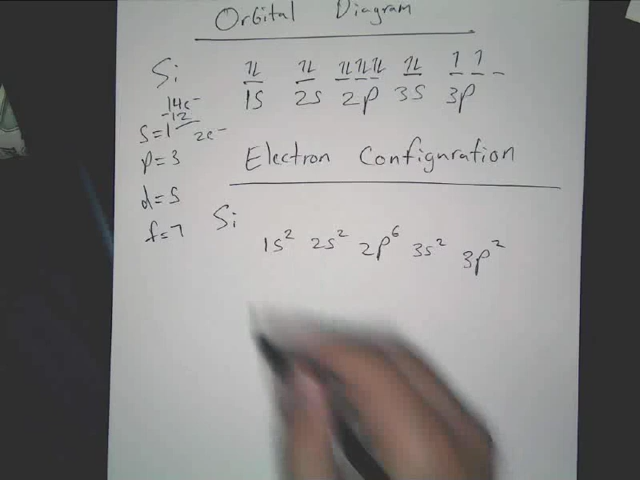 Orbital Diagram
Si 1s 2s 2p 3s 3p
14e-
-12
2e-
s=1
p=3
d=5
f=7
Electron Configuration
Si
1s² 2s² 2p⁶ 3s² 3p²